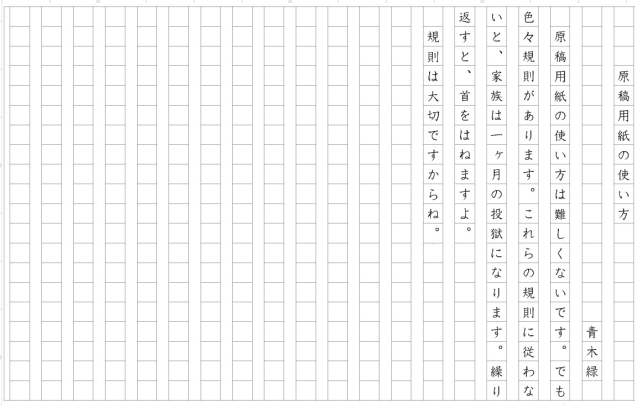 原稿用紙の使い方
青木緑
原稿用紙の使い方は難しくないです。でも
色々規則があります。これらの規則に従わな
いと、家族は一ヶ月の投獄になります。繰り
返すと、首をはねますよ。
規則は大切ですからね。